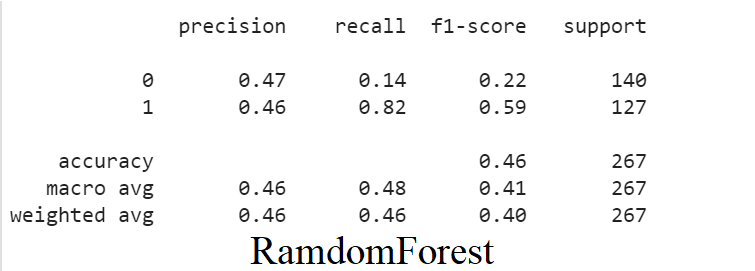 precision recall f1-score support
0 0.47 0.14 0.22 140
1 0.46 0.82 0.59 127
accuracy 0.46 267
macro avg 0.46 0.48 0.41 267
weighted avg 0.46 0.46 0.40 267
RamdomForest